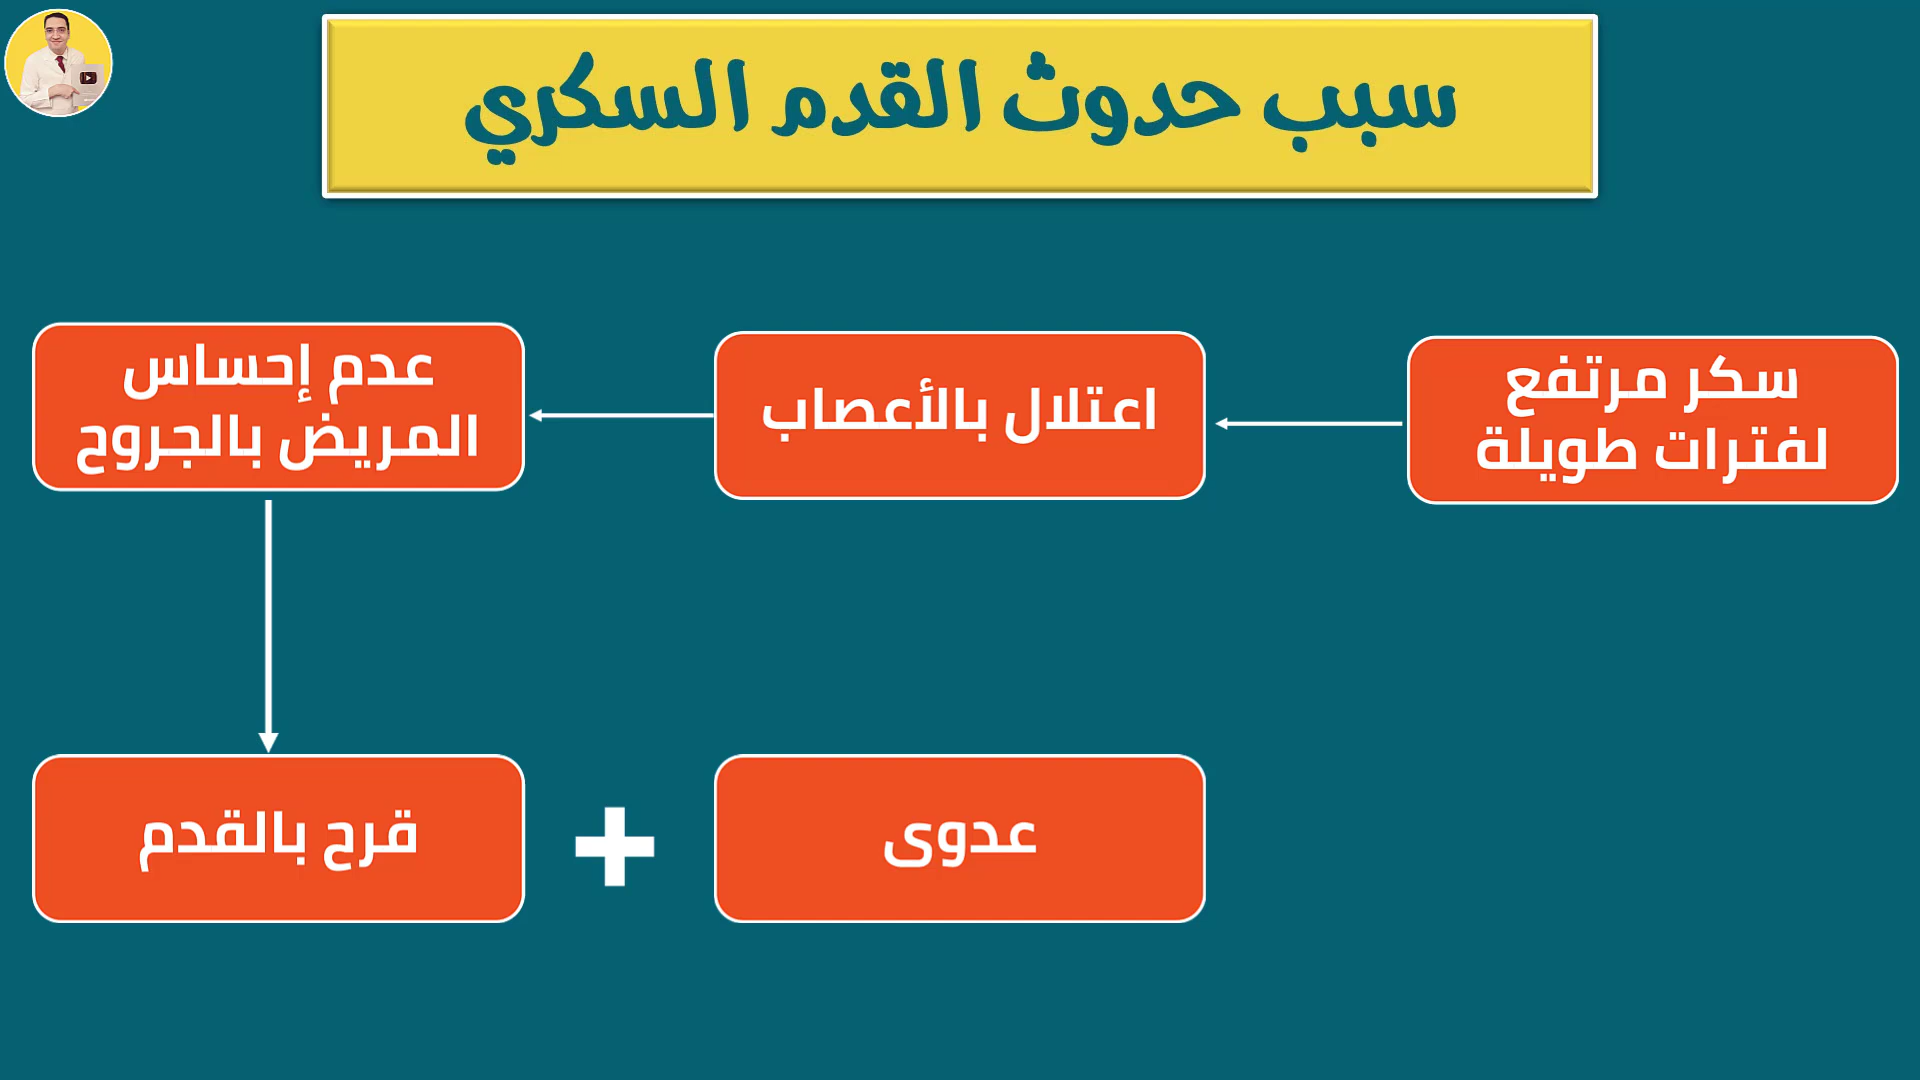 سبب حدوث القدم السكري
سكر مرتفع
لفترات طويلة
اعتلال بالأعصاب
عدم إحساس
المريض بالجروح
قرح بالقدم
+
عدوى